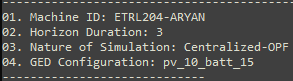 01. Machine ID: ETRL204-ARYAN
02. Horizon Duration: 3
03. Nature of Simulation: Centralized-OPF
04. GED Configuration: pv_10_batt_15